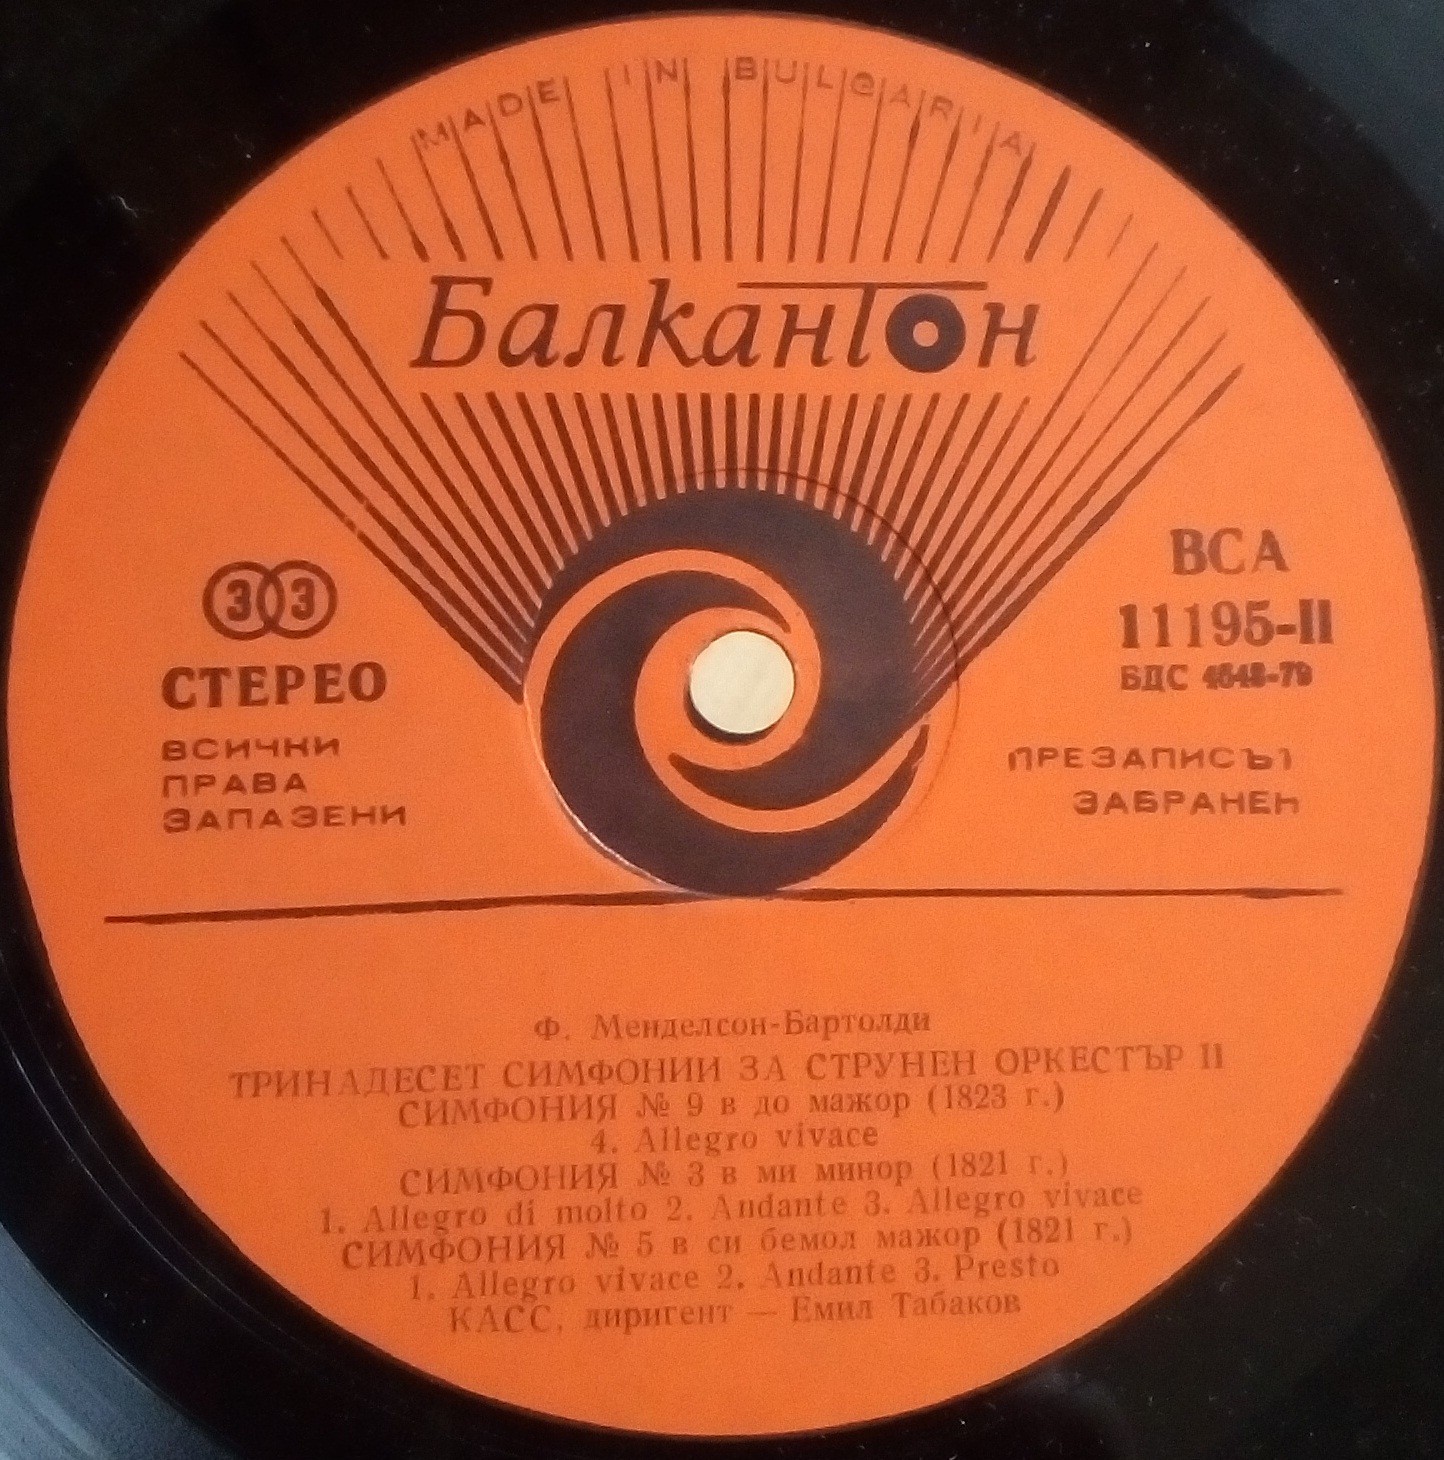 MADE IN BULGARIA
Балкантон
33
СТЕРЕО
ВСИЧКИ
ПРАВА
ЗАПАЗЕНИ
ВСА
11195-II
БДС 4648-79
ПРЕЗАПИСЪТ
ЗАБРАНЕН
Ф. Менделсон-Бартолди
ТРИНАДЕСЕТ СИМФОНИИ ЗА СТРУНЕН ОРКЕСТЪР II
СИМФОНИЯ № 9 в до мажор (1823 г.)
4. Allegro vivace
СИМФОНИЯ № 3 в ми минор (1821 г.)
1. Allegro di molto 2. Andante 3. Allegro vivace
СИМФОНИЯ № 5 в си бемол мажор (1821 г.)
1. Allegro vivace 2. Andante 3. Presto
КАСС, диригент — Емил Табаков